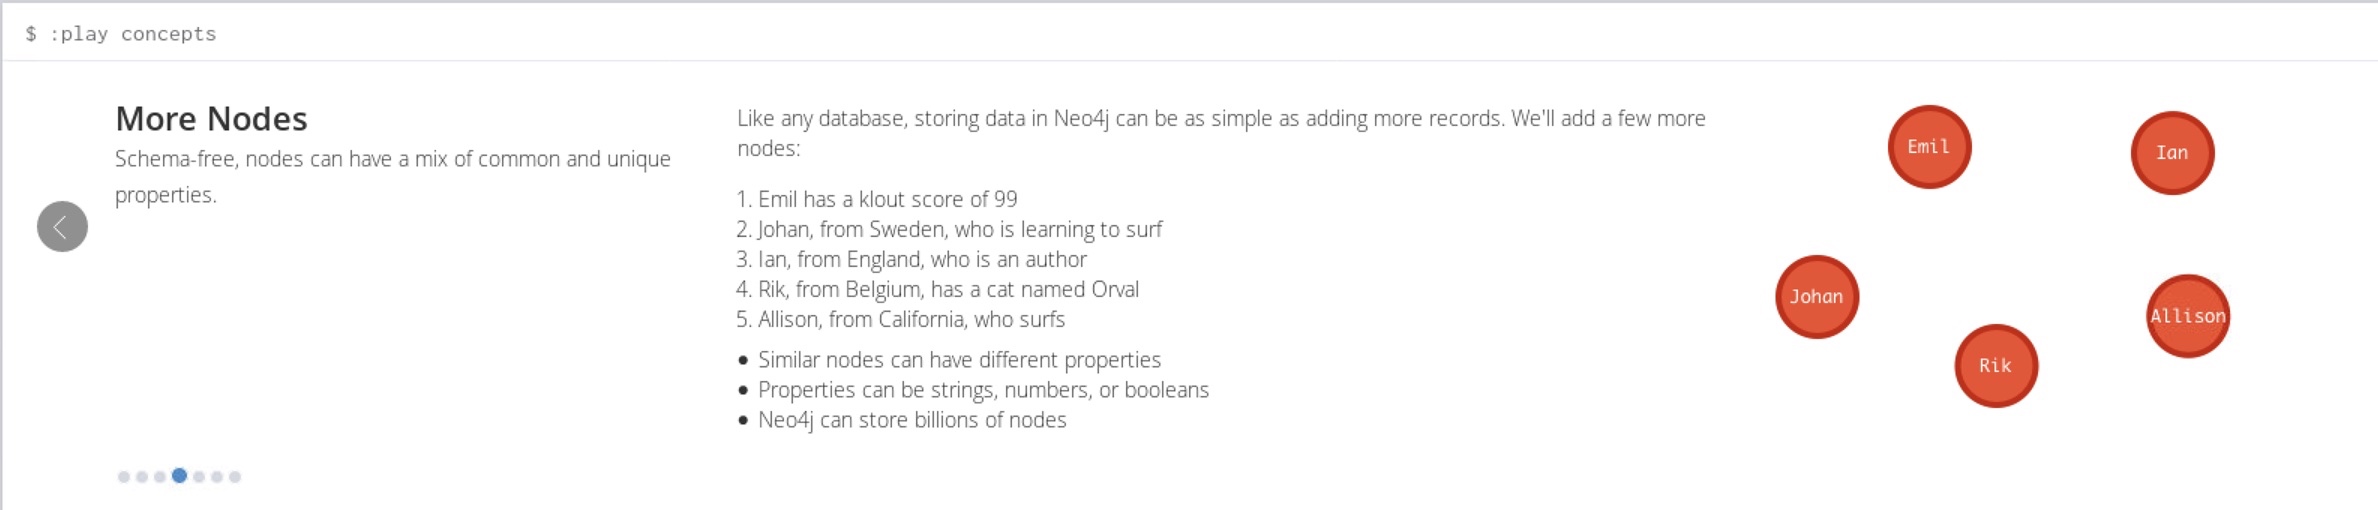 $ :play concepts
More Nodes
Schema-free, nodes can have a mix of common and unique
properties.
Like any database, storing data in Neo4j can be as simple as adding more records. We'll add a few more
nodes:
1. Emil has a klout score of 99
2. Johan, from Sweden, who is learning to surf
3. Ian, from England, who is an author
4. Rik, from Belgium, has a cat named Orval
5. Allison, from California, who surfs
• Similar nodes can have different properties
• Properties can be strings, numbers, or booleans
• Neo4j can store billions of nodes
Emil
Ian
Johan
Allison
Rik